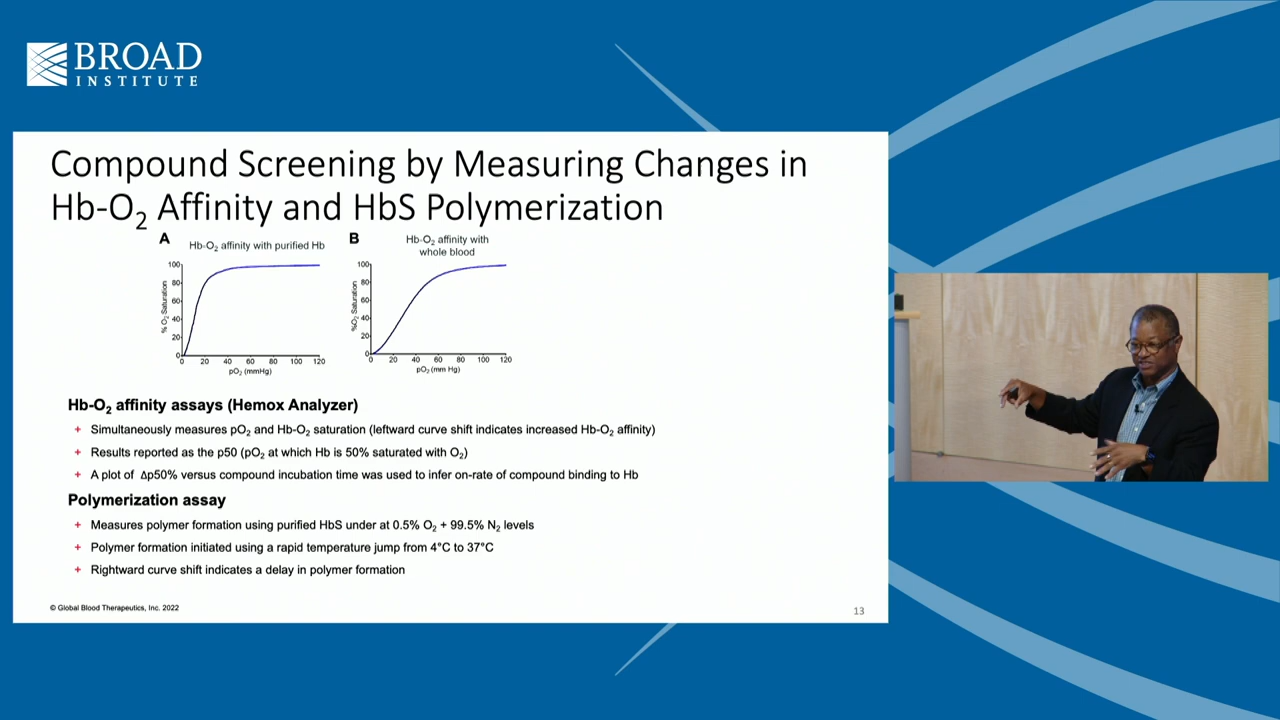 BROAD
INSTITUTE
Compound Screening by Measuring Changes in
Hb-O₂ Affinity and HbS Polymerization
A
Hb-O₂ affinity with purified Hb
% O₂ Saturation
100
80
60
40
20
0
0 20 40 60 80 100 120
pO₂ (mmHg)
B
Hb-O₂ affinity with
whole blood
%O₂ Saturation
100
80
60
40
20
0
0 20 40 60 80 100 120
pO₂ (mm Hg)
Hb-O₂ affinity assays (Hemox Analyzer)
+ Simultaneously measures pO₂ and Hb-O₂ saturation (leftward curve shift indicates increased Hb-O₂ affinity)
+ Results reported as the p50 (pO₂ at which Hb is 50% saturated with O₂)
+ A plot of Δp50% versus compound incubation time was used to infer on-rate of compound binding to Hb
Polymerization assay
+ Measures polymer formation using purified HbS under at 0.5% O₂ + 99.5% N₂ levels
+ Polymer formation initiated using a rapid temperature jump from 4°C to 37°C
+ Rightward curve shift indicates a delay in polymer formation
© Global Blood Therapeutics, Inc. 2022
13